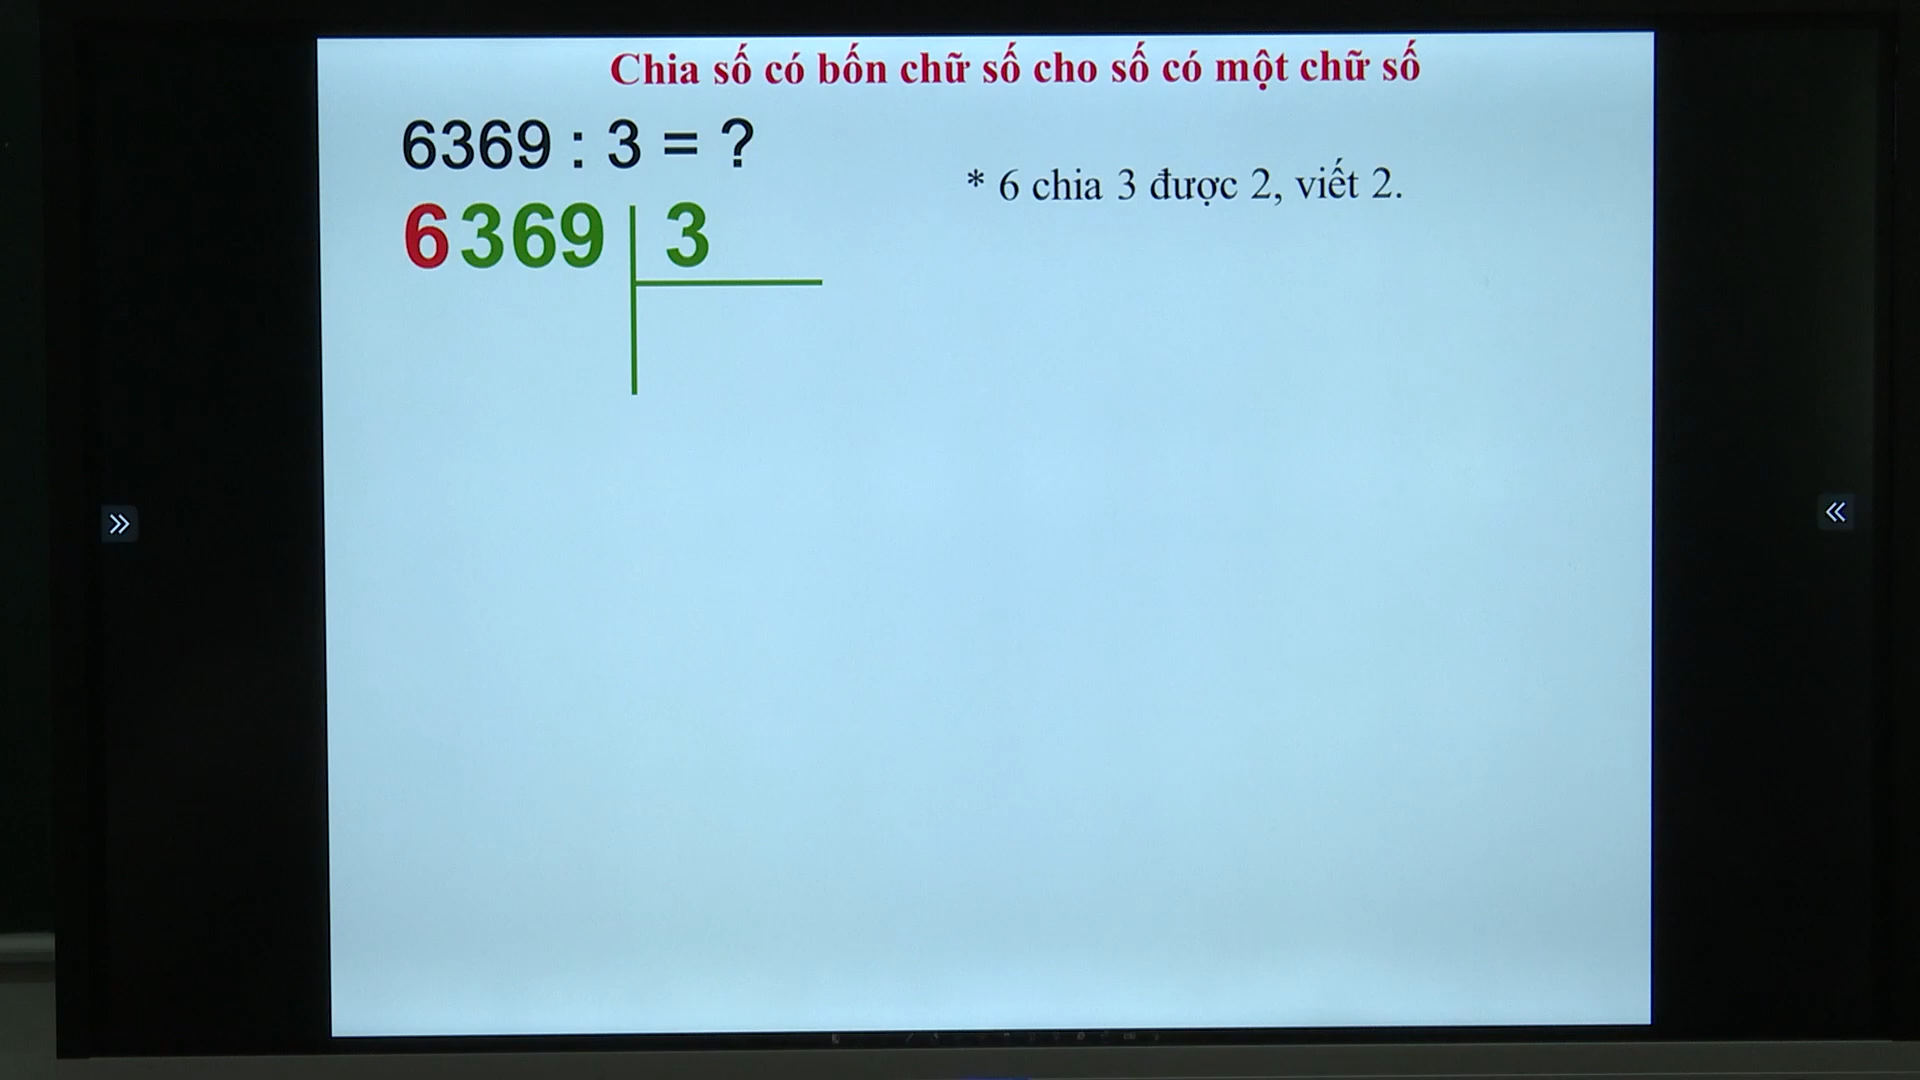 Chia số có bốn chữ số cho số có một chữ số
6369 : 3 = ?
* 6 chia 3 được 2, viết 2.
6369 3